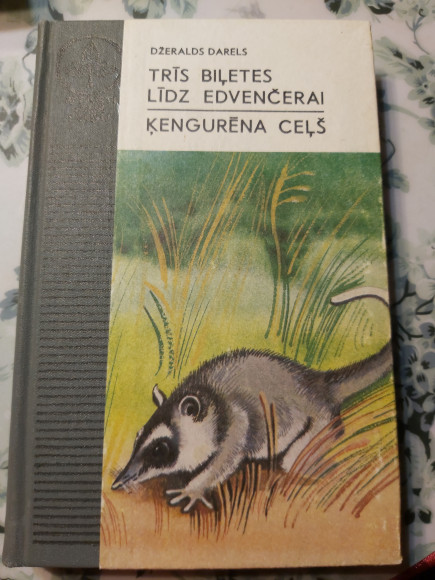 DŽERALDS DARELS
TRĪS BIĻETES
LĪDZ EDVENČERAI
ĶENGURĒNA CEĻŠ